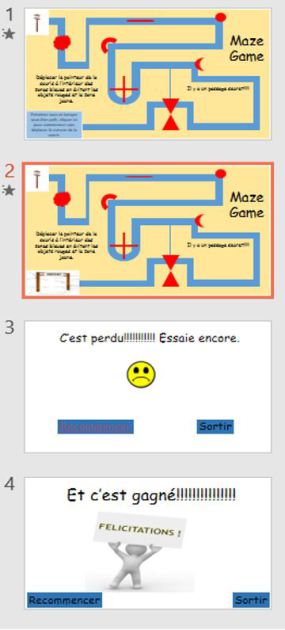 1
Maze
Game
Déplacer le pointeur de la
souris à l'intérieur des
zones bleues en évitant les
objets rouges et la zone
jaune.
Il y a un passage secret!!!!
2
Maze
Game
Déplacer le pointeur de la
souris à l'intérieur des
zones bleues en évitant les
objets rouges et la zone
jaune.
Il y a un passage secret!!!!
3
C'est perdu!!!!!!!!!!! Essaie encore.
Recommencer
Sortir
4
Et c'est gagné!!!!!!!!!!!!!!!
FELICITATIONS !
Recommencer
Sortir